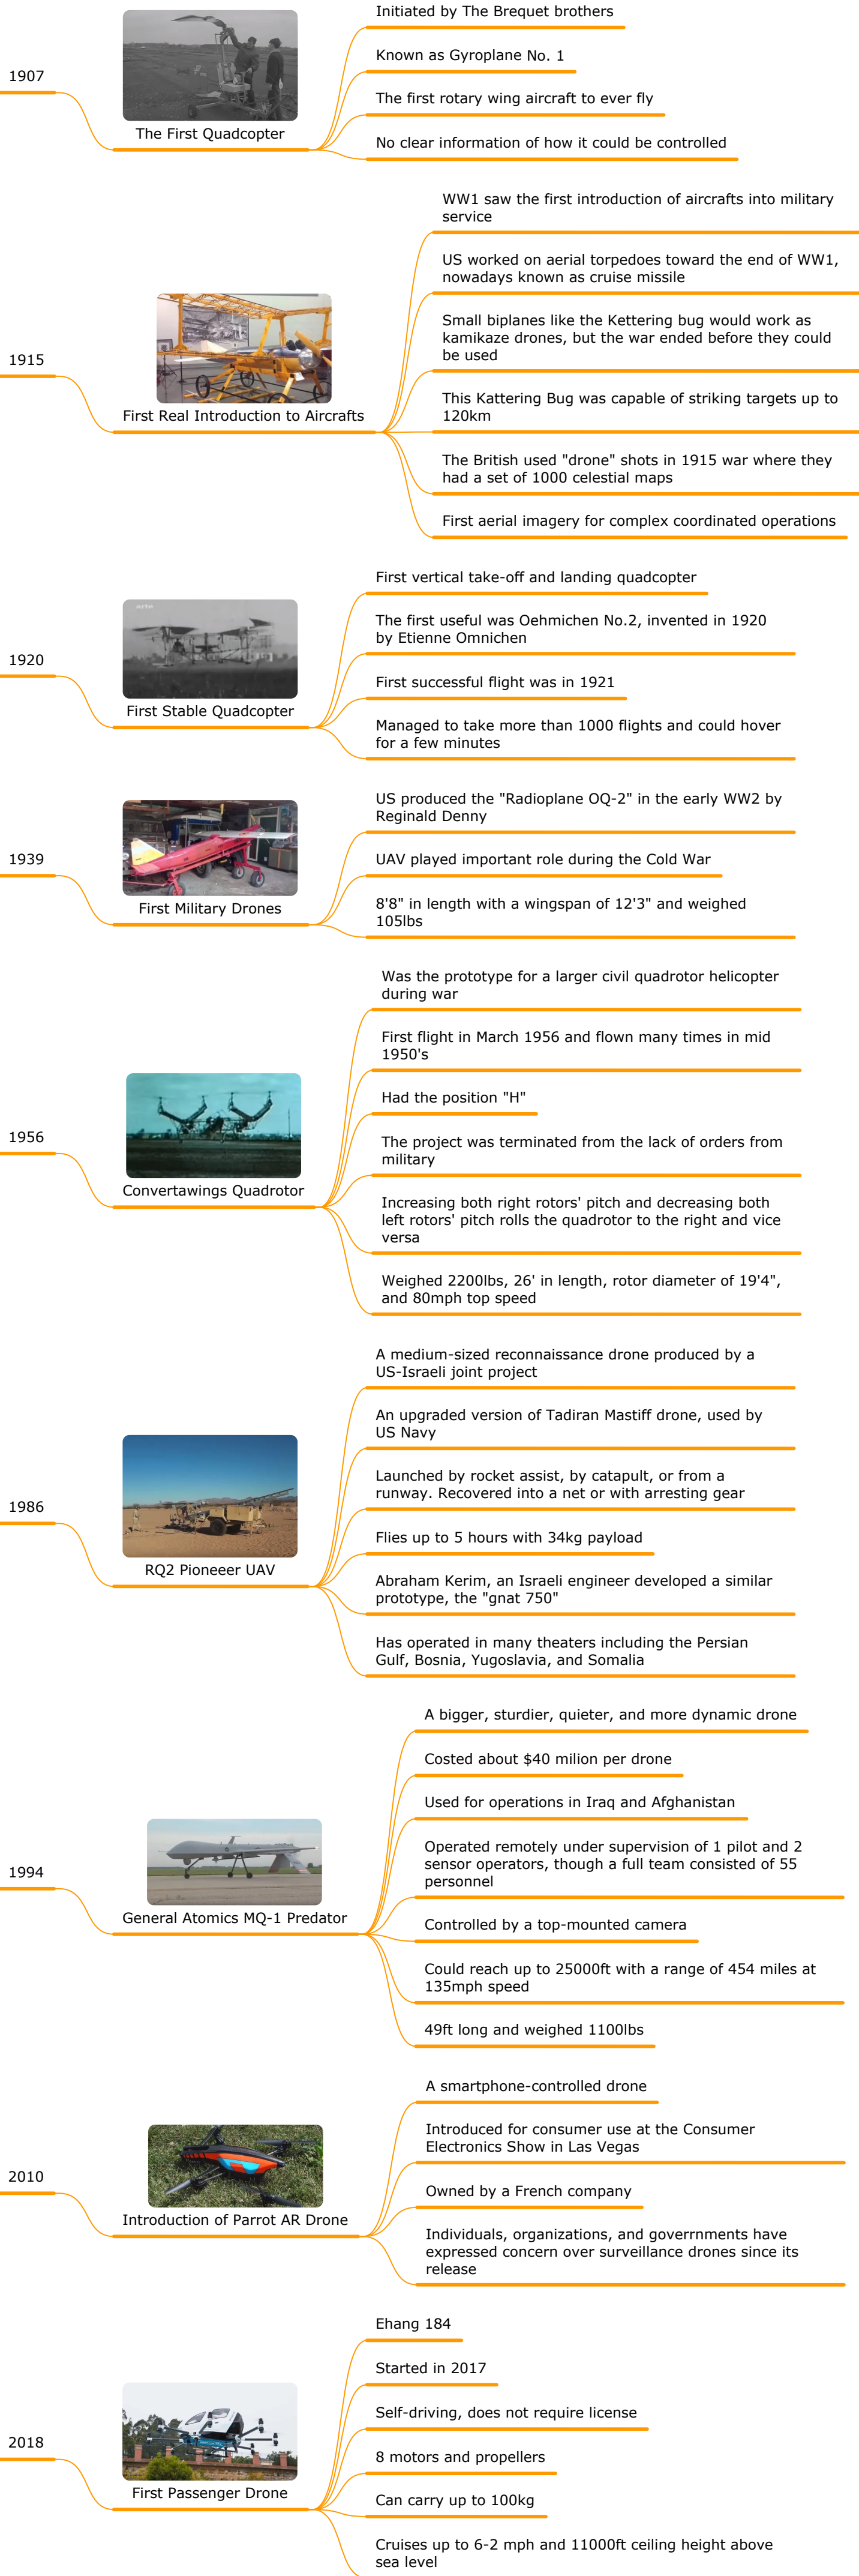 1907
The First Quadcopter
Initiated by The Brequet brothers
Known as Gyroplane No. 1
The first rotary wing aircraft to ever fly
No clear information of how it could be controlled
1915
First Real Introduction to Aircrafts
WW1 saw the first introduction of aircrafts into military
service
US worked on aerial torpedoes toward the end of WW1,
nowadays known as cruise missile
Small biplanes like the Kettering bug would work as
kamikaze drones, but the war ended before they could
be used
This Kattering Bug was capable of striking targets up to
120km
The British used "drone" shots in 1915 war where they
had a set of 1000 celestial maps
First aerial imagery for complex coordinated operations
1920
First Stable Quadcopter
First vertical take-off and landing quadcopter
The first useful was Oehmichen No.2, invented in 1920
by Etienne Omnichen
First successful flight was in 1921
Managed to take more than 1000 flights and could hover
for a few minutes
1939
First Military Drones
US produced the "Radioplane OQ-2" in the early WW2 by
Reginald Denny
UAV played important role during the Cold War
8'8" in length with a wingspan of 12'3" and weighed
105lbs
1956
Convertawings Quadrotor
Was the prototype for a larger civil quadrotor helicopter
during war
First flight in March 1956 and flown many times in mid
1950's
Had the position "H"
The project was terminated from the lack of orders from
military
Increasing both right rotors' pitch and decreasing both
left rotors' pitch rolls the quadrotor to the right and vice
versa
Weighed 2200lbs, 26' in length, rotor diameter of 19'4",
and 80mph top speed
1986
RQ2 Pioneeer UAV
A medium-sized reconnaissance drone produced by a
US-Israeli joint project
An upgraded version of Tadiran Mastiff drone, used by
US Navy
Launched by rocket assist, by catapult, or from a
runway. Recovered into a net or with arresting gear
Flies up to 5 hours with 34kg payload
Abraham Kerim, an Israeli engineer developed a similar
prototype, the "gnat 750"
Has operated in many theaters including the Persian
Gulf, Bosnia, Yugoslavia, and Somalia
1994
General Atomics MQ-1 Predator
A bigger, sturdier, quieter, and more dynamic drone
Costed about $40 milion per drone
Used for operations in Iraq and Afghanistan
Operated remotely under supervision of 1 pilot and 2
sensor operators, though a full team consisted of 55
personnel
Controlled by a top-mounted camera
Could reach up to 25000ft with a range of 454 miles at
135mph speed
49ft long and weighed 1100lbs
2010
Introduction of Parrot AR Drone
A smartphone-controlled drone
Introduced for consumer use at the Consumer
Electronics Show in Las Vegas
Owned by a French company
Individuals, organizations, and goverrnments have
expressed concern over surveillance drones since its
release
2018
First Passenger Drone
Ehang 184
Started in 2017
Self-driving, does not require license
8 motors and propellers
Can carry up to 100kg
Cruises up to 6-2 mph and 11000ft ceiling height above
sea level